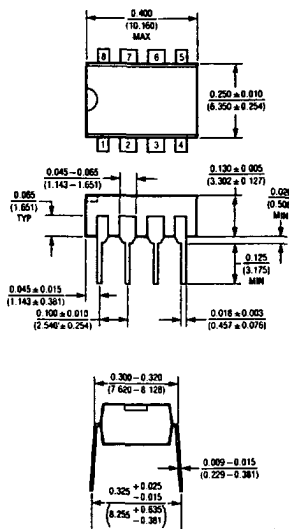 0.400
(10.160)
MAX
8 7 6 5
0.250 ± 0.010
(6.350 ± 0.254)
1 2 3 4
0.045 – 0.065
(1.143 - 1.651)
0.130 ± 0.005
(3.302 ± 0.127)
0.065
(1.651)
TYP
MIN
0.125
(3.175)
MIN
0.045 ± 0.015
(1.143 ± 0.381)
0.100 ± 0.010
(2.540 ± 0.254)
0.018 ± 0.003
(0.457 ± 0.076)
0.300 – 0.320
(7.620 – 8.128)
0.009 – 0.015
(0.229 – 0.381)
0.325 +0.025 -0.015
(8.255 +0.635 -0.381)